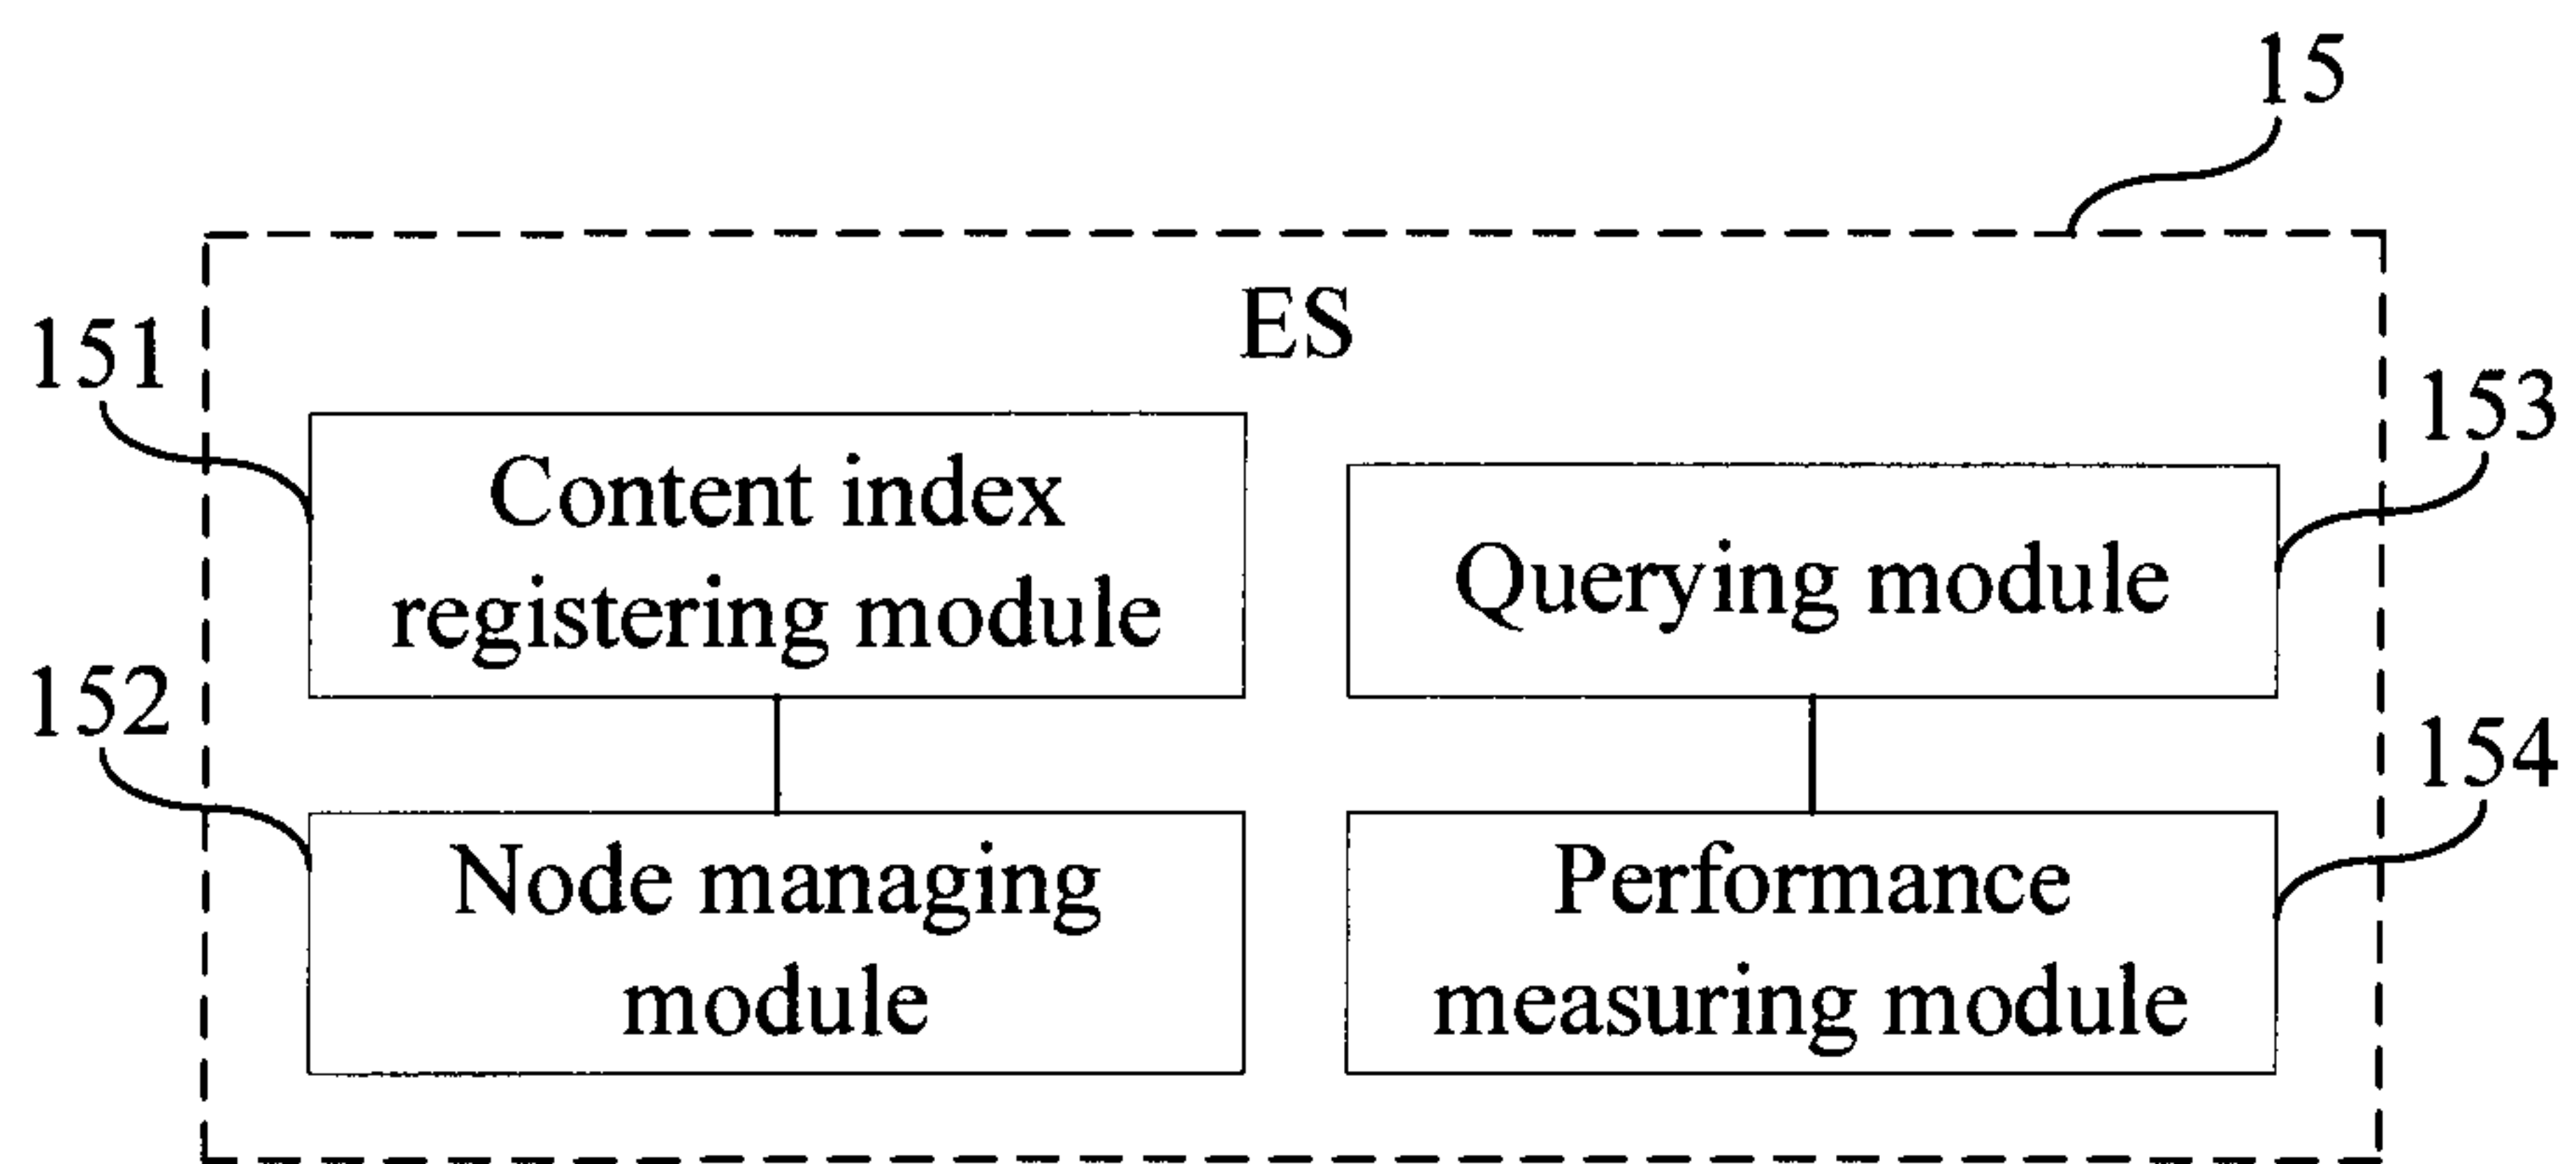 15
ES
151
Content index
registering module
153
Querying module
152
Node managing
module
154
Performance
measuring module